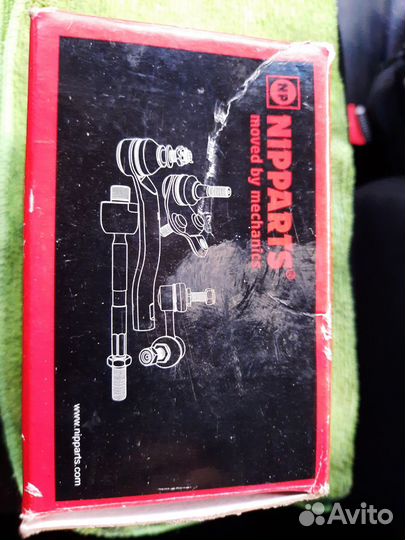 NP
NIPPARTS®
moved by mechanics
www.nipparts.com
Avito